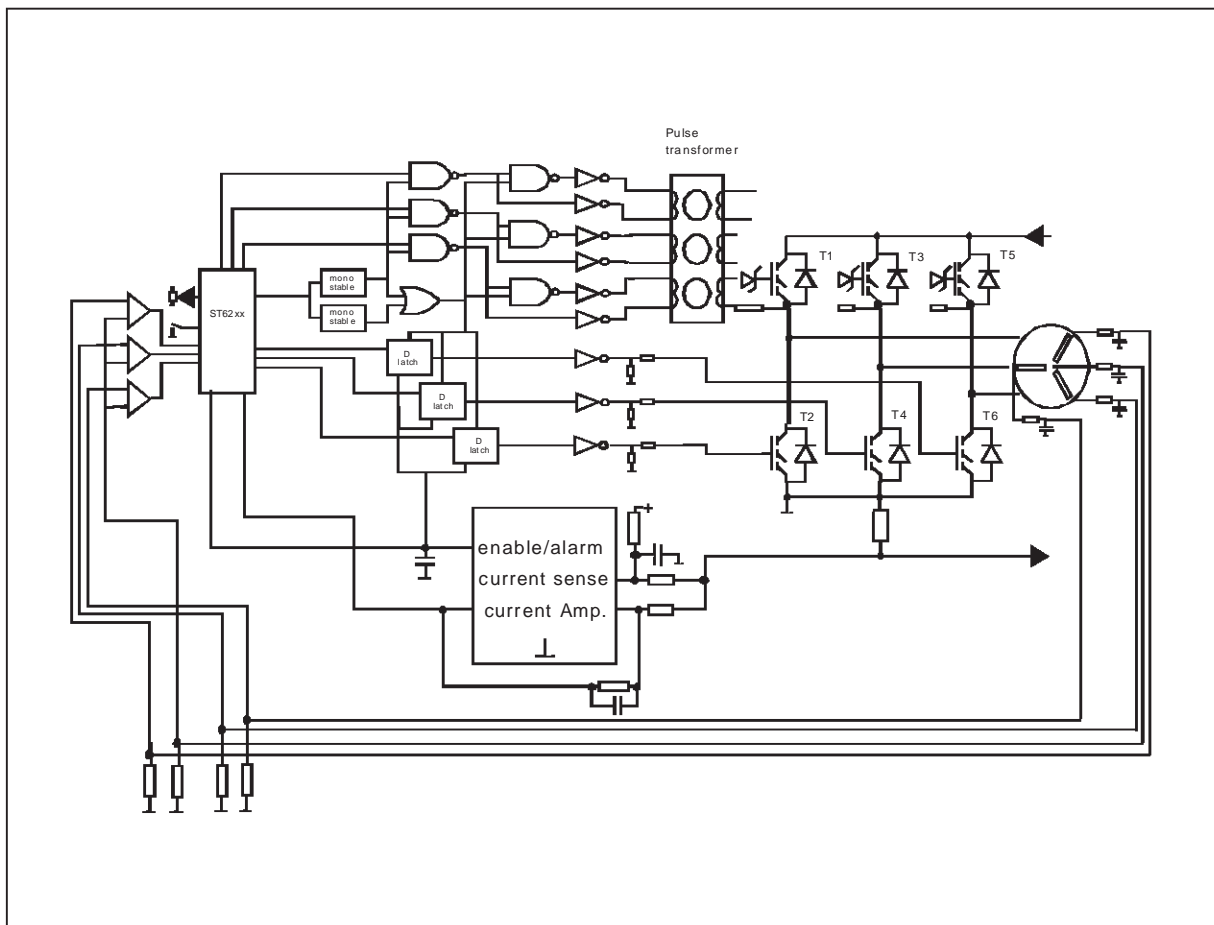 Pulse
transformer
T1
T3
T5
mono
stable
ST62xx
mono
stable
D
latch
D
latch
D
latch
T2
T4
T6
+
enable/alarm
current sense
current Amp.